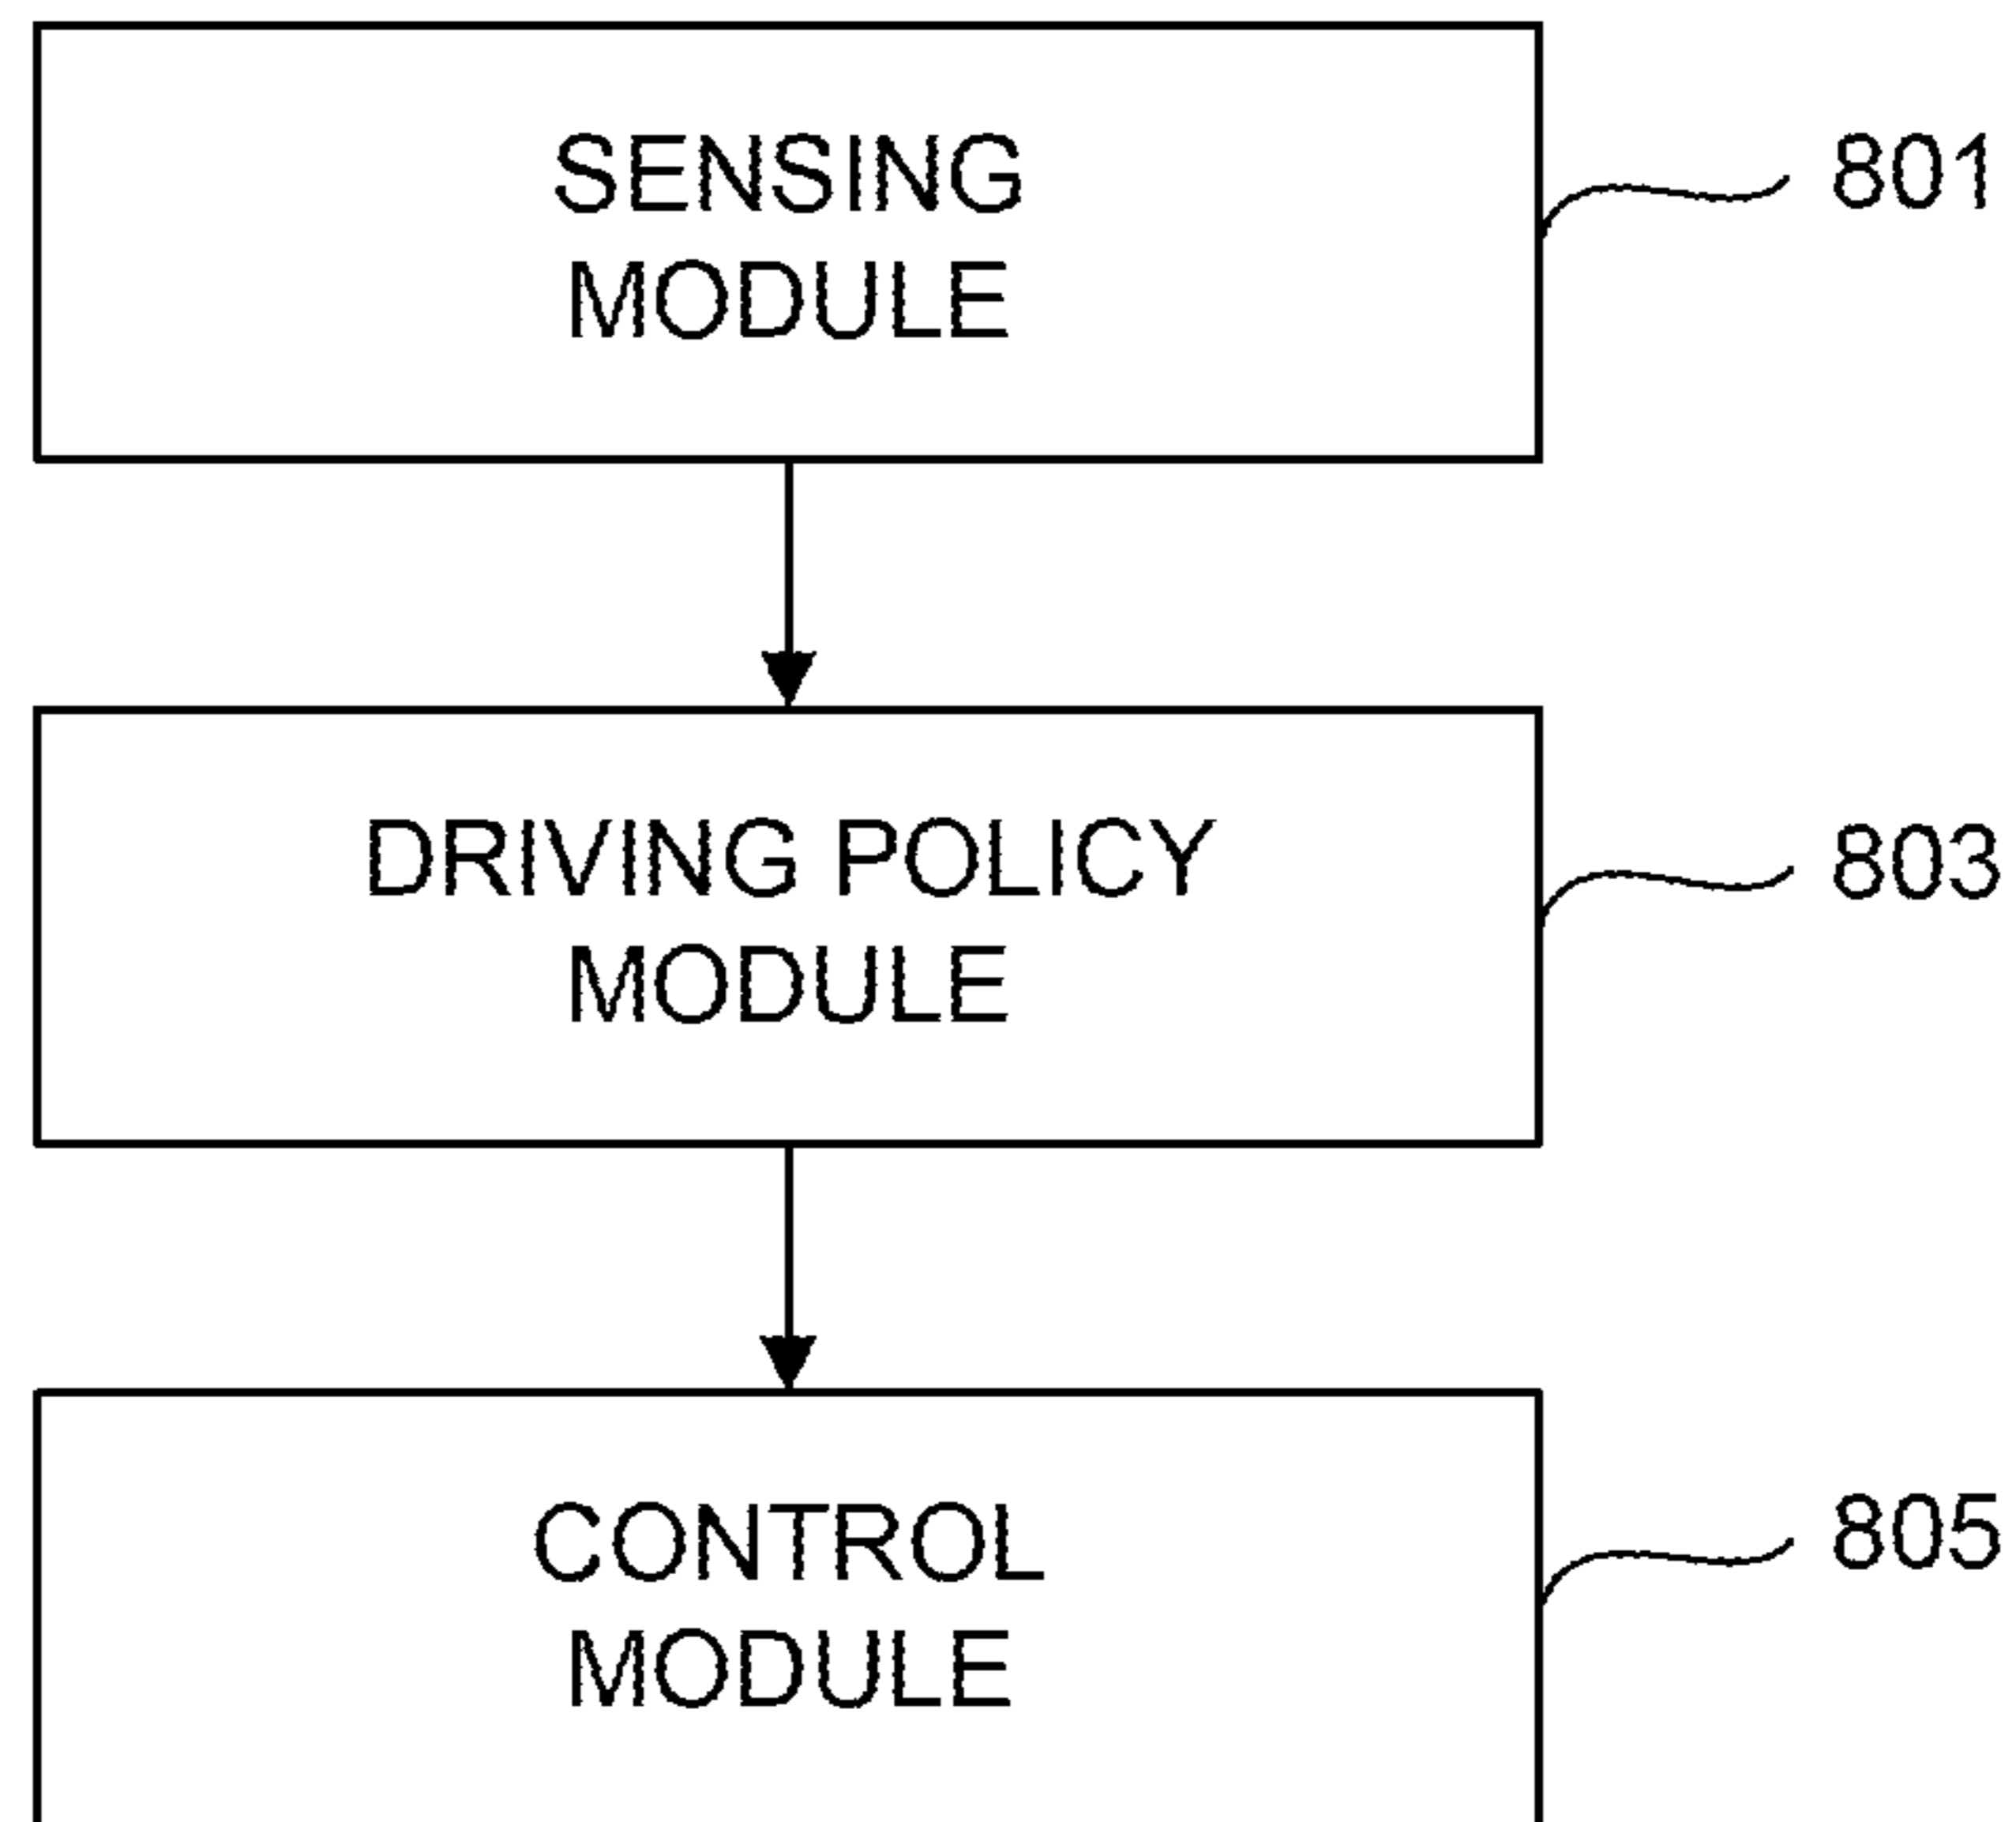 SENSING
MODULE
801
DRIVING POLICY
MODULE
803
CONTROL
MODULE
805